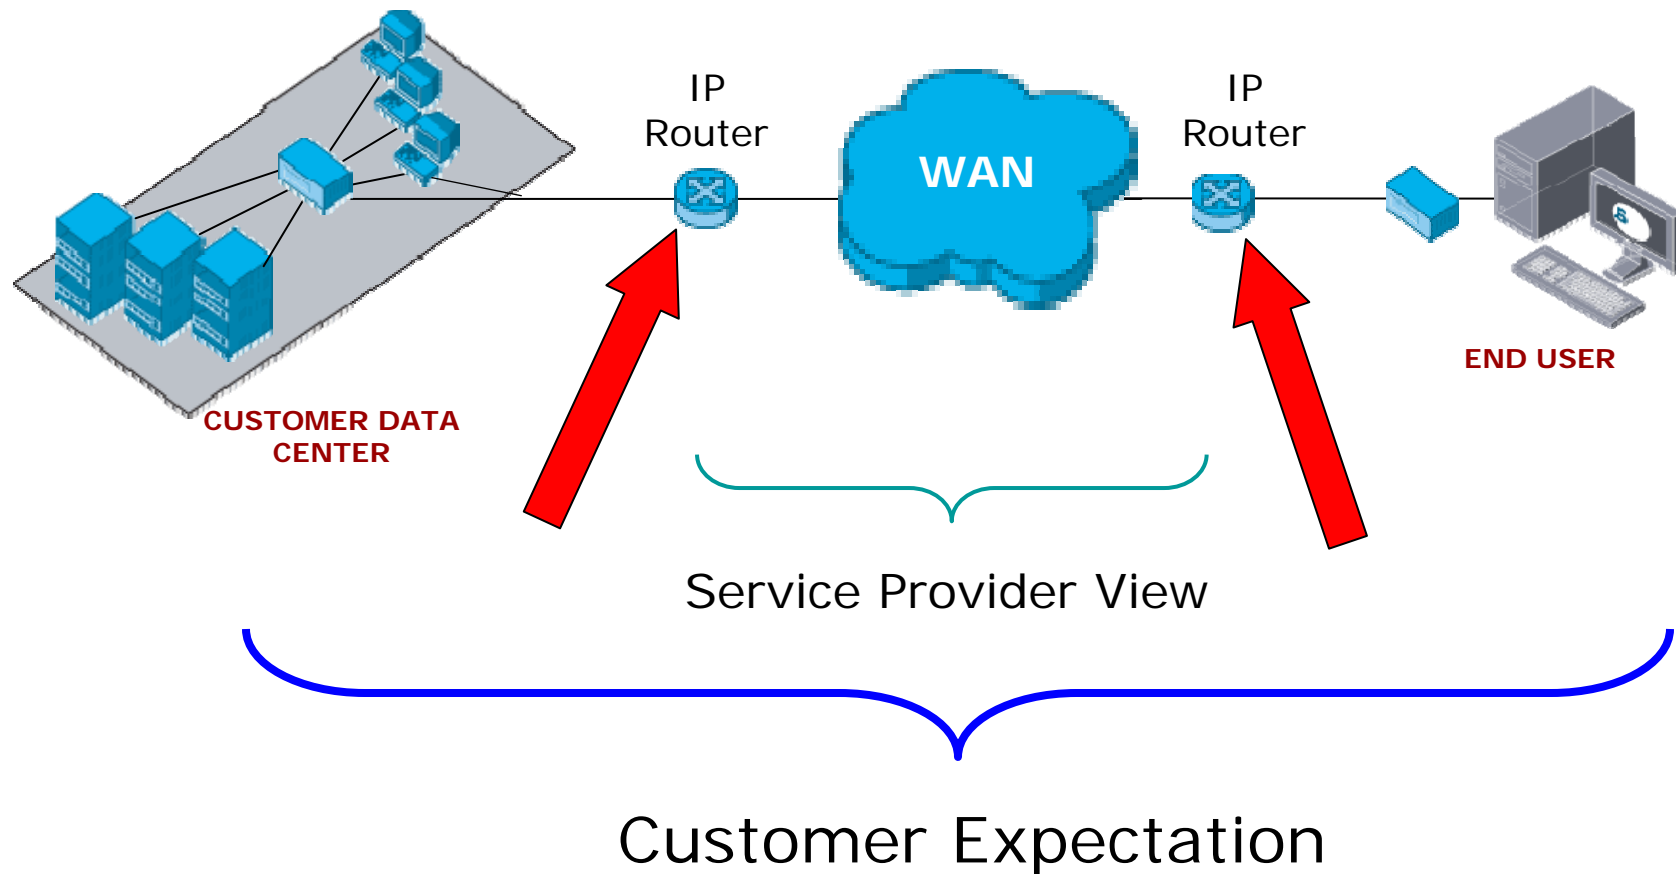 IP
Router
WAN
IP
Router
END USER
CUSTOMER DATA
CENTER
Service Provider View
Customer Expectation